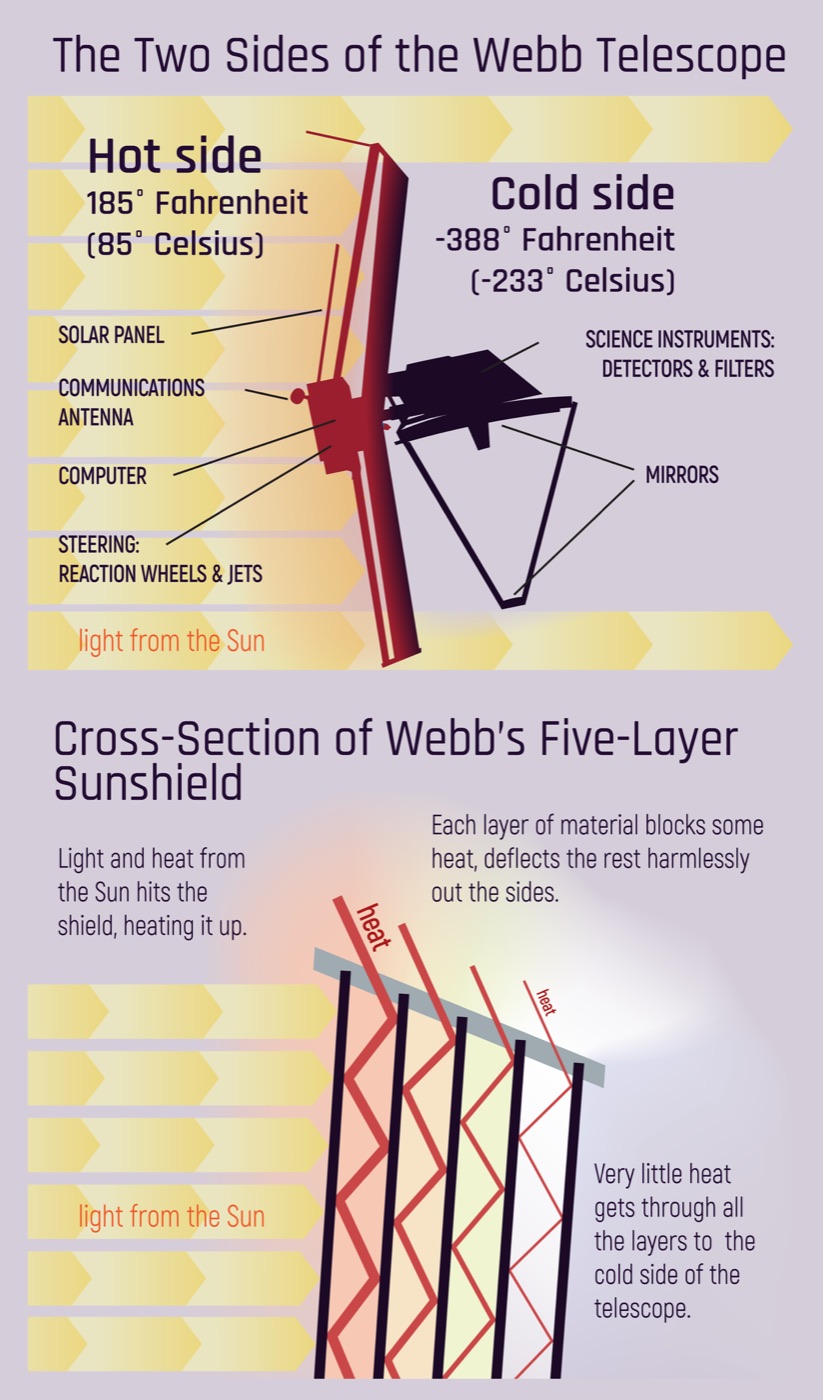 The Two Sides of the Webb Telescope
Hot side
185° Fahrenheit
(85° Celsius)
Cold side
-388° Fahrenheit
(-233° Celsius)
SOLAR PANEL
COMMUNICATIONS
ANTENNA
COMPUTER
STEERING:
REACTION WHEELS & JETS
SCIENCE INSTRUMENTS:
DETECTORS & FILTERS
MIRRORS
light from the Sun
Cross-Section of Webb's Five-Layer
Sunshield
Light and heat from
the Sun hits the
shield, heating it up.
Each layer of material blocks some
heat, deflects the rest harmlessly
out the sides.
heat
heat
light from the Sun
Very little heat
gets through all
the layers to the
cold side of the
telescope.